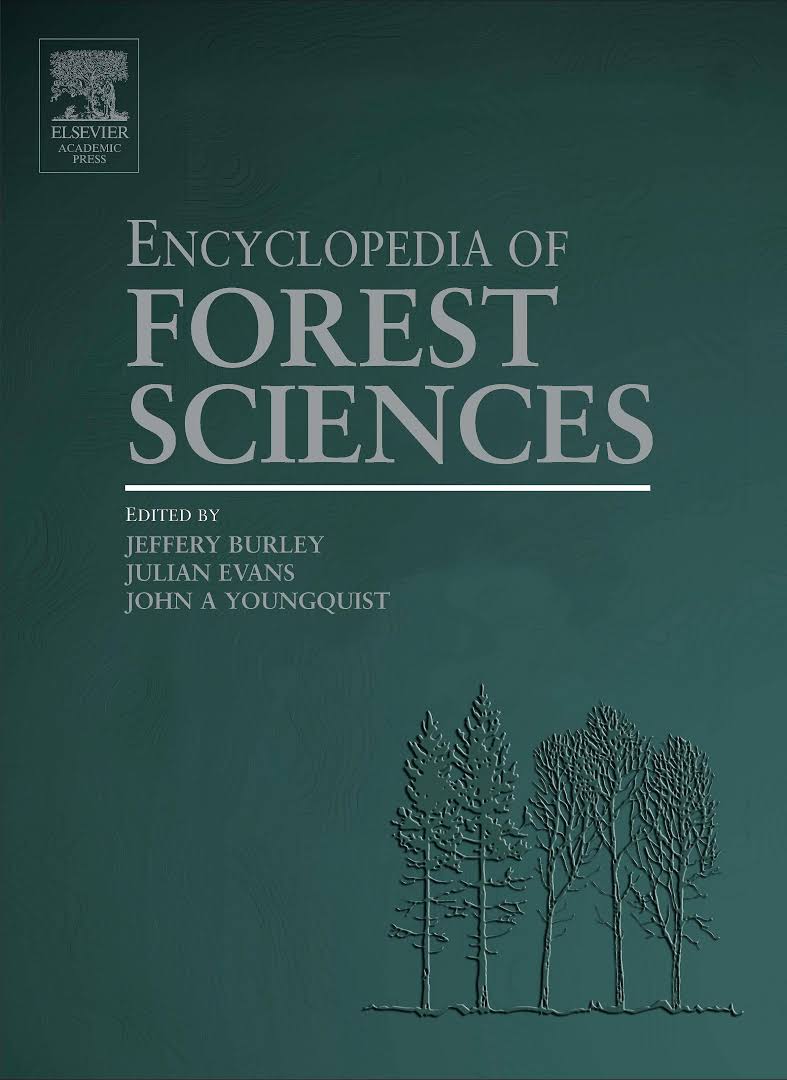 ELSEVIER
ACADEMIC
PRESS
ENCYCLOPEDIA OF
FOREST
SCIENCES
EDITED BY
JEFFERY BURLEY
JULIAN EVANS
JOHN A YOUNGQUIST